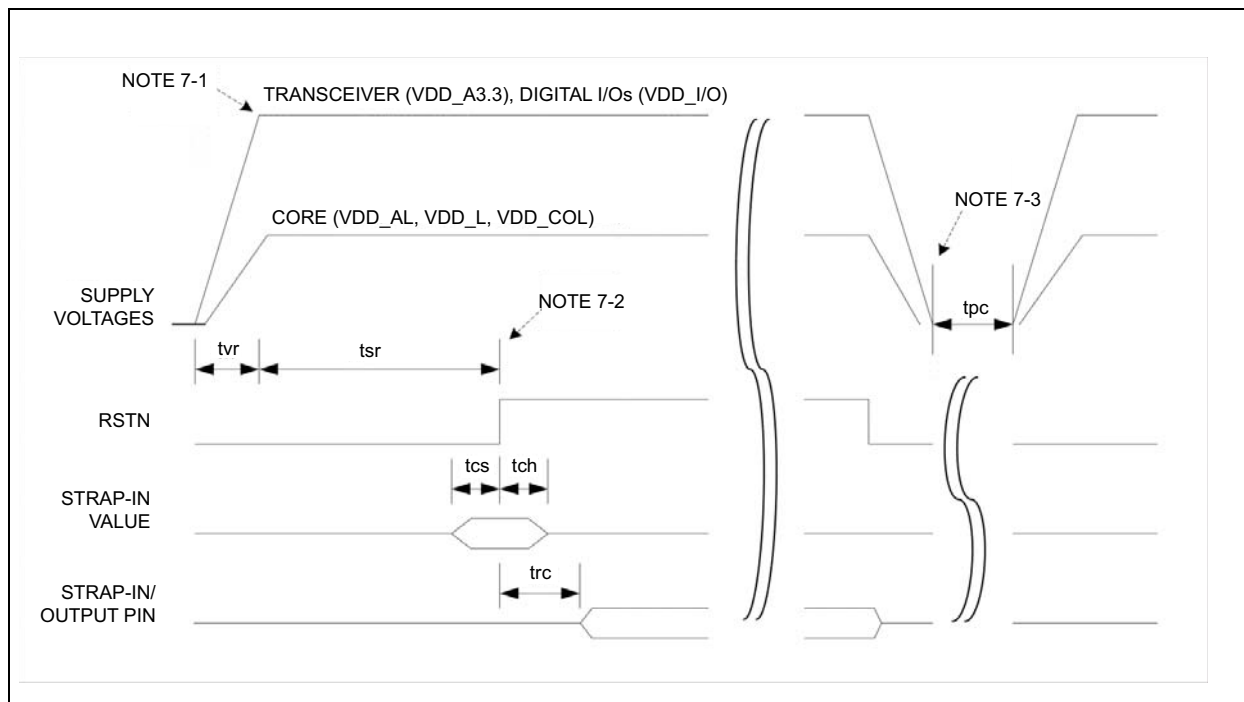 NOTE 7-1
TRANSCEIVER (VDD_A3.3), DIGITAL I/Os (VDD_I/O)
NOTE 7-3
CORE (VDD_AL, VDD_L, VDD_COL)
SUPPLY
VOLTAGES
NOTE 7-2
tpc
tvr
tsr
RSTN
tcs
tch
STRAP-IN
VALUE
trc
STRAP-IN/
OUTPUT PIN